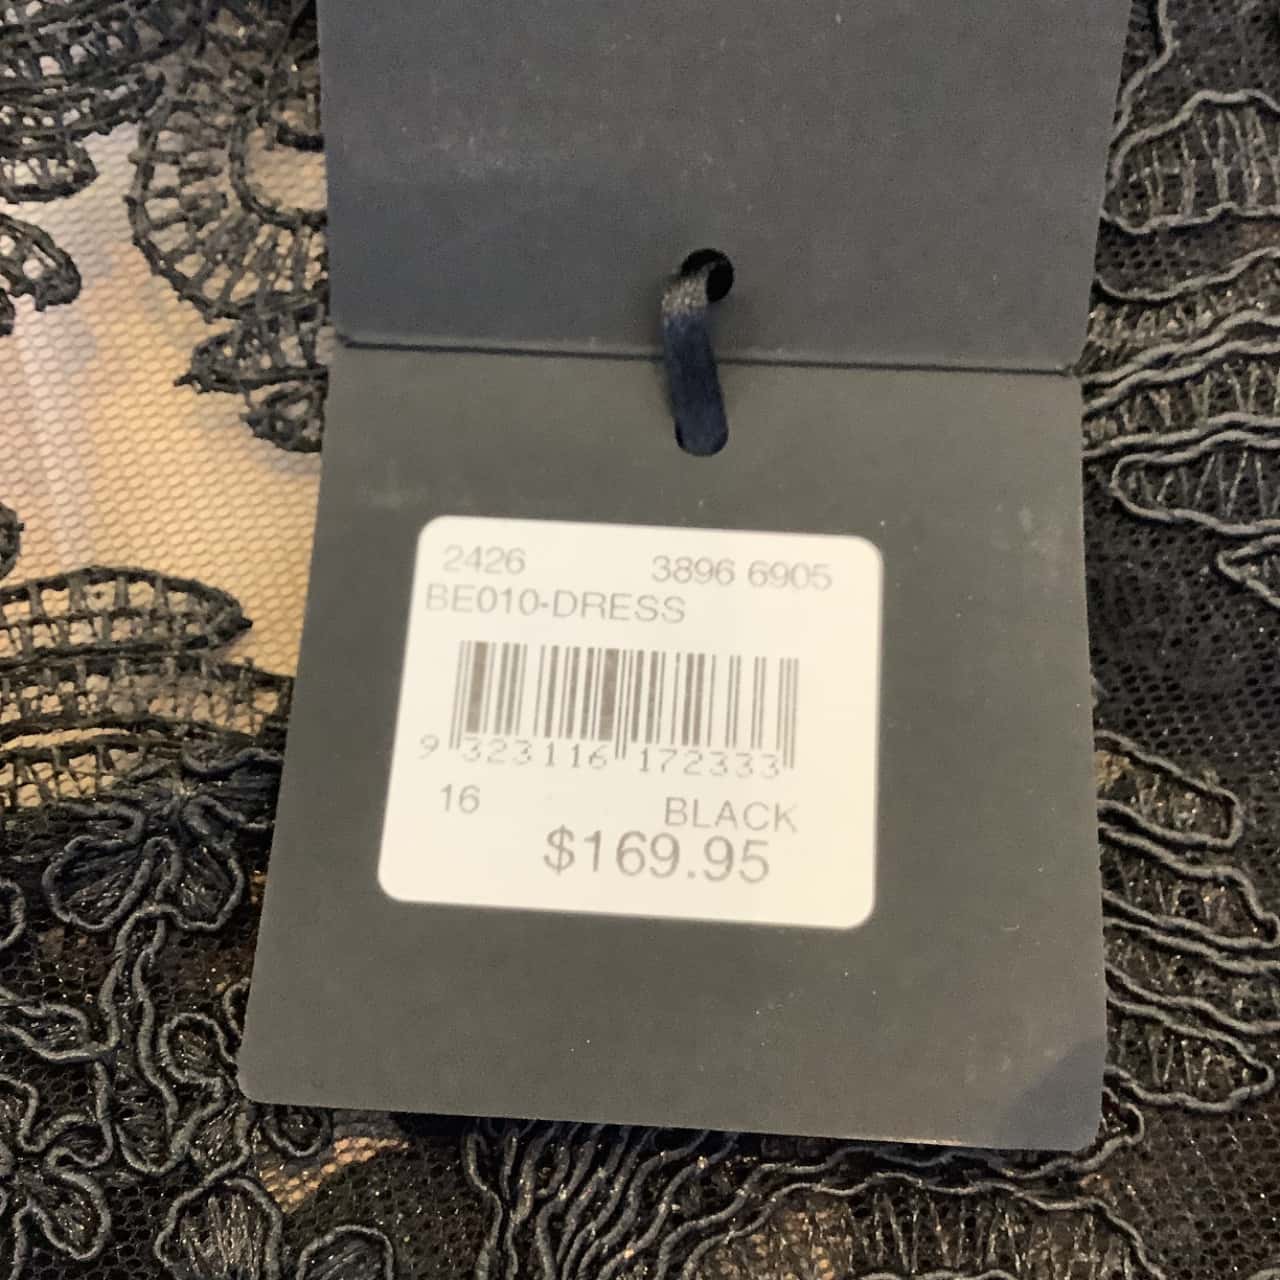 2426 3896 6905
BE010-DRESS
9 323116 172333
16 BLACK
$169.95